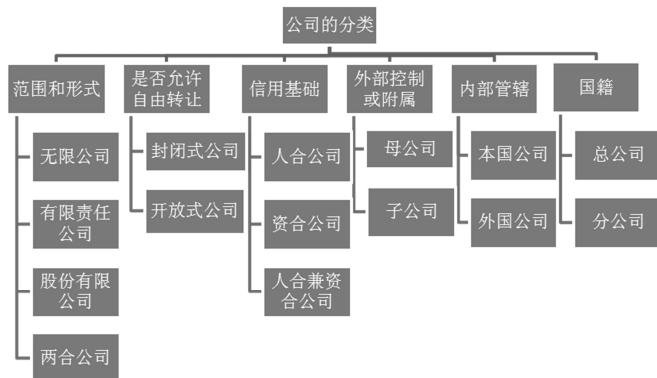 公司的分类
范围和形式
无限公司
有限责任
公司
股份有限
公司
两合公司
是否允许
自由转让
封闭式公司
开放式公司
信用基础
人合公司
资合公司
人合兼资
合公司
外部控制
或附属
母公司
子公司
内部管辖
本国公司
外国公司
国籍
总公司
分公司